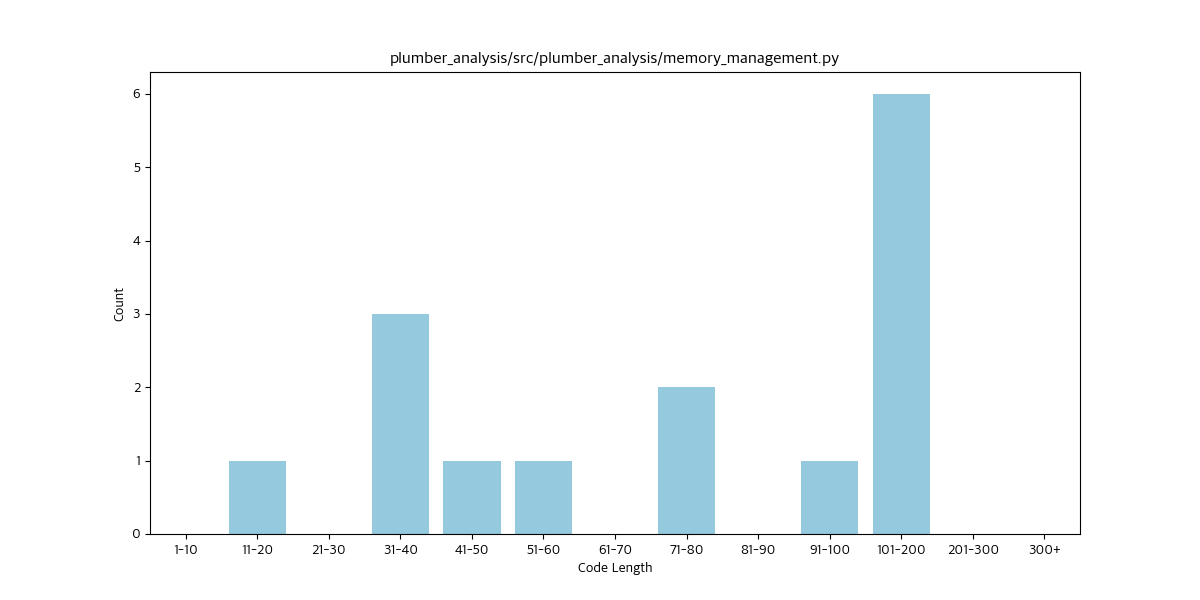 plumber_analysis/src/plumber_analysis/memory_management.py
6
5
4
3
2
1
0
Count
1-10 11-20 21-30 31-40 41-50 51-60 61-70 71-80 81-90 91-100 101-200 201-300 300+
Code Length